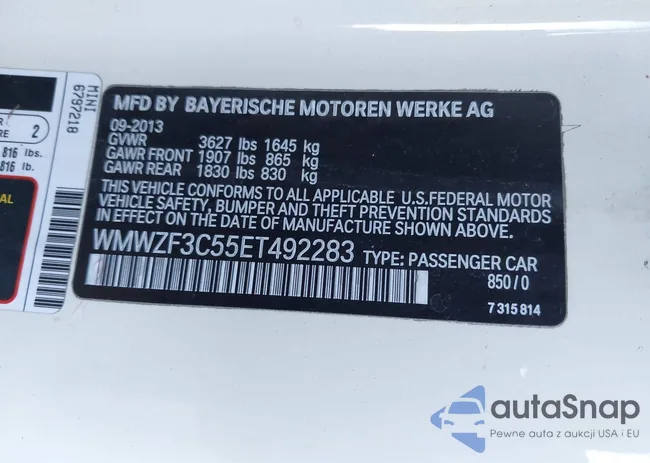 MFD BY BAYERISCHE MOTOREN WERKE AG
09-2013
GVWR 3627 lbs 1645 kg
GAWR FRONT 1907 lbs 865 kg
GAWR REAR 1830 lbs 830 kg
THIS VEHICLE CONFORMS TO ALL APPLICABLE U.S.FEDERAL MOTOR
VEHICLE SAFETY, BUMPER AND THEFT PREVENTION STANDARDS
IN EFFECT ON THE DATE OF MANUFACTURE SHOWN ABOVE.
WMWZF3C55ET492283 TYPE: PASSENGER CAR
850/0
7 315 814
MINI
6797218
2
816 lbs.
816 lb.
autoSnap
Pewne auta z aukcji USA i EU